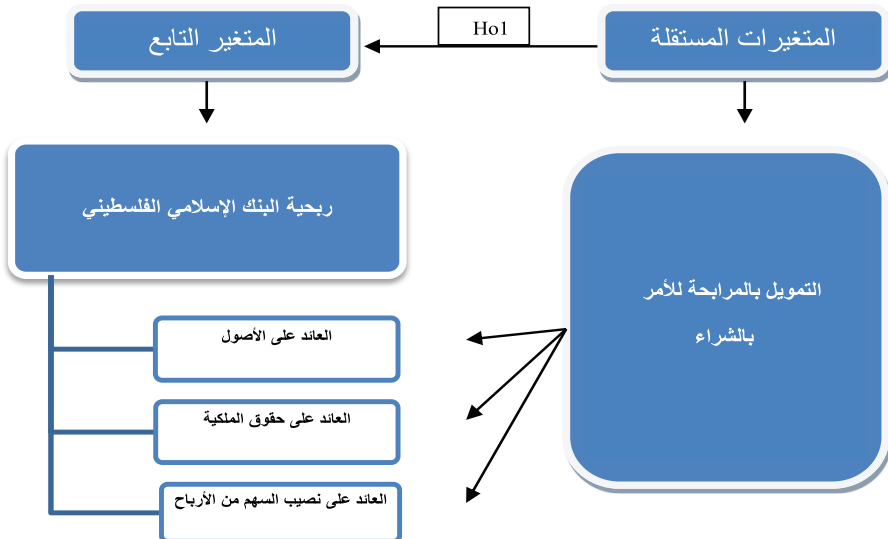 المتغيرات المستقلة
Ho1
المتغير التابع
التمويل بالمرابحة للأمر
بالشراء
ربحية البنك الإسلامي الفلسطيني
العائد على الأصول
العائد على حقوق الملكية
العائد على نصيب السهم من الأرباح